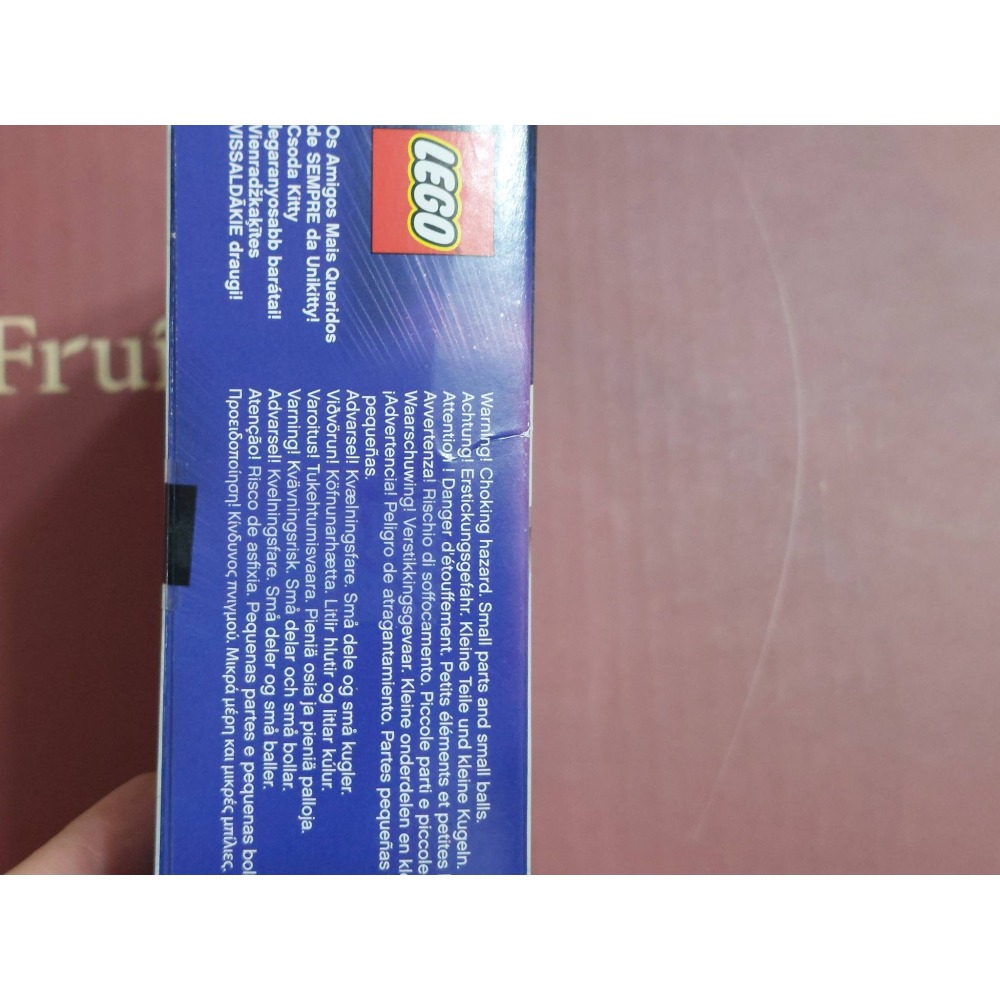 LEGO
Os Amigos Mais Queridos
de SEMPRE da Unikitty!
Csoda Kitty
legaranyosabb barátai!
Vienradžkaķītes
VISSALDĀKIE draugi!
Warning! Choking hazard. Small parts and small balls.
Achtung! Erstickungsgefahr. Kleine Teile und kleine Kugeln.
Attention ! Danger d'étouffement. Petits éléments et petites
Avvertenza! Rischio di soffocamento. Piccole parti e piccole
Waarschuwing! Verstikkingsgevaar. Kleine onderdelen en
¡Advertencia! Peligro de atragantamiento. Partes pequeñas
pequeñas.
Advarsel! Kvælningsfare. Små dele og små kugler.
Viðvörun! Köfnunarhætta. Litlir hlutir og litlar kúlur.
Varoitus! Tukehtumisvaara. Pieniä osia ja pieniä palloja.
Varning! Kvävningsrisk. Små delar och små bollar.
Advarsel! Kvelningsfare. Små deler og små baller.
Atenção! Risco de asfixia. Pequenas partes e pequenas bol
Προειδοποίηση! Κίνδυνος πνιγμού. Μικρά μέρη και μικρές μπίλιες.
Frui